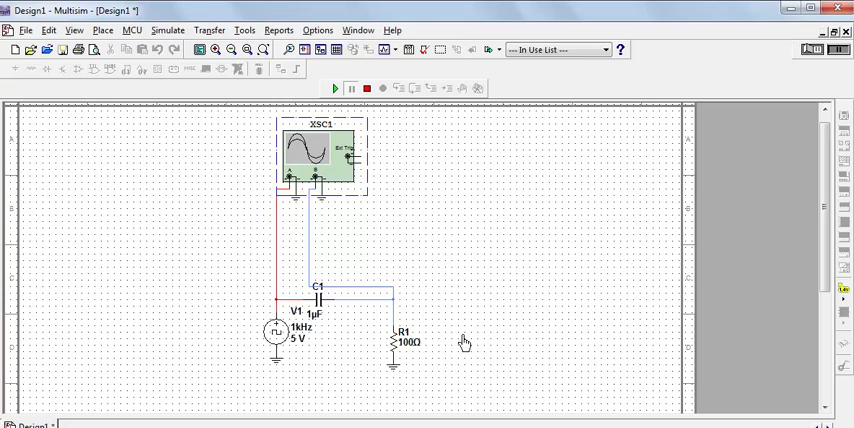 Design1 - Multisim - [Design1 *]
File Edit View Place MCU Simulate Transfer Tools Reports Options Window Help
--- In Use List ---
XSC1
Ext Trig
A B
A
B
C
D
A
B
C
D
C1
1µF
V1
1kHz
5 V
R1
100Ω
Design1 *